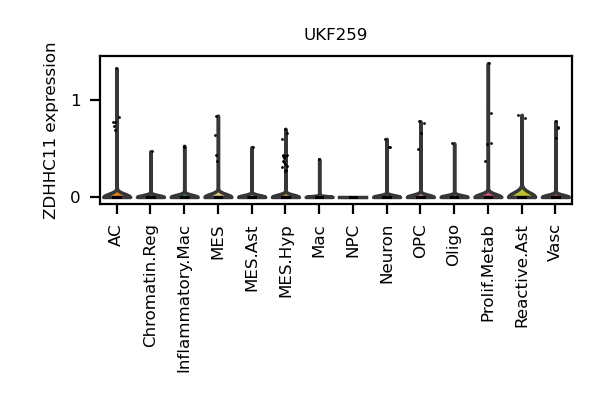 UKF259
ZDHHC11 expression
1
0
AC
Chromatin.Reg
Inflammatory.Mac
MES
MES.Ast
MES.Hyp
Mac
NPC
Neuron
OPC
Oligo
Prolif.Metab
Reactive.Ast
Vasc